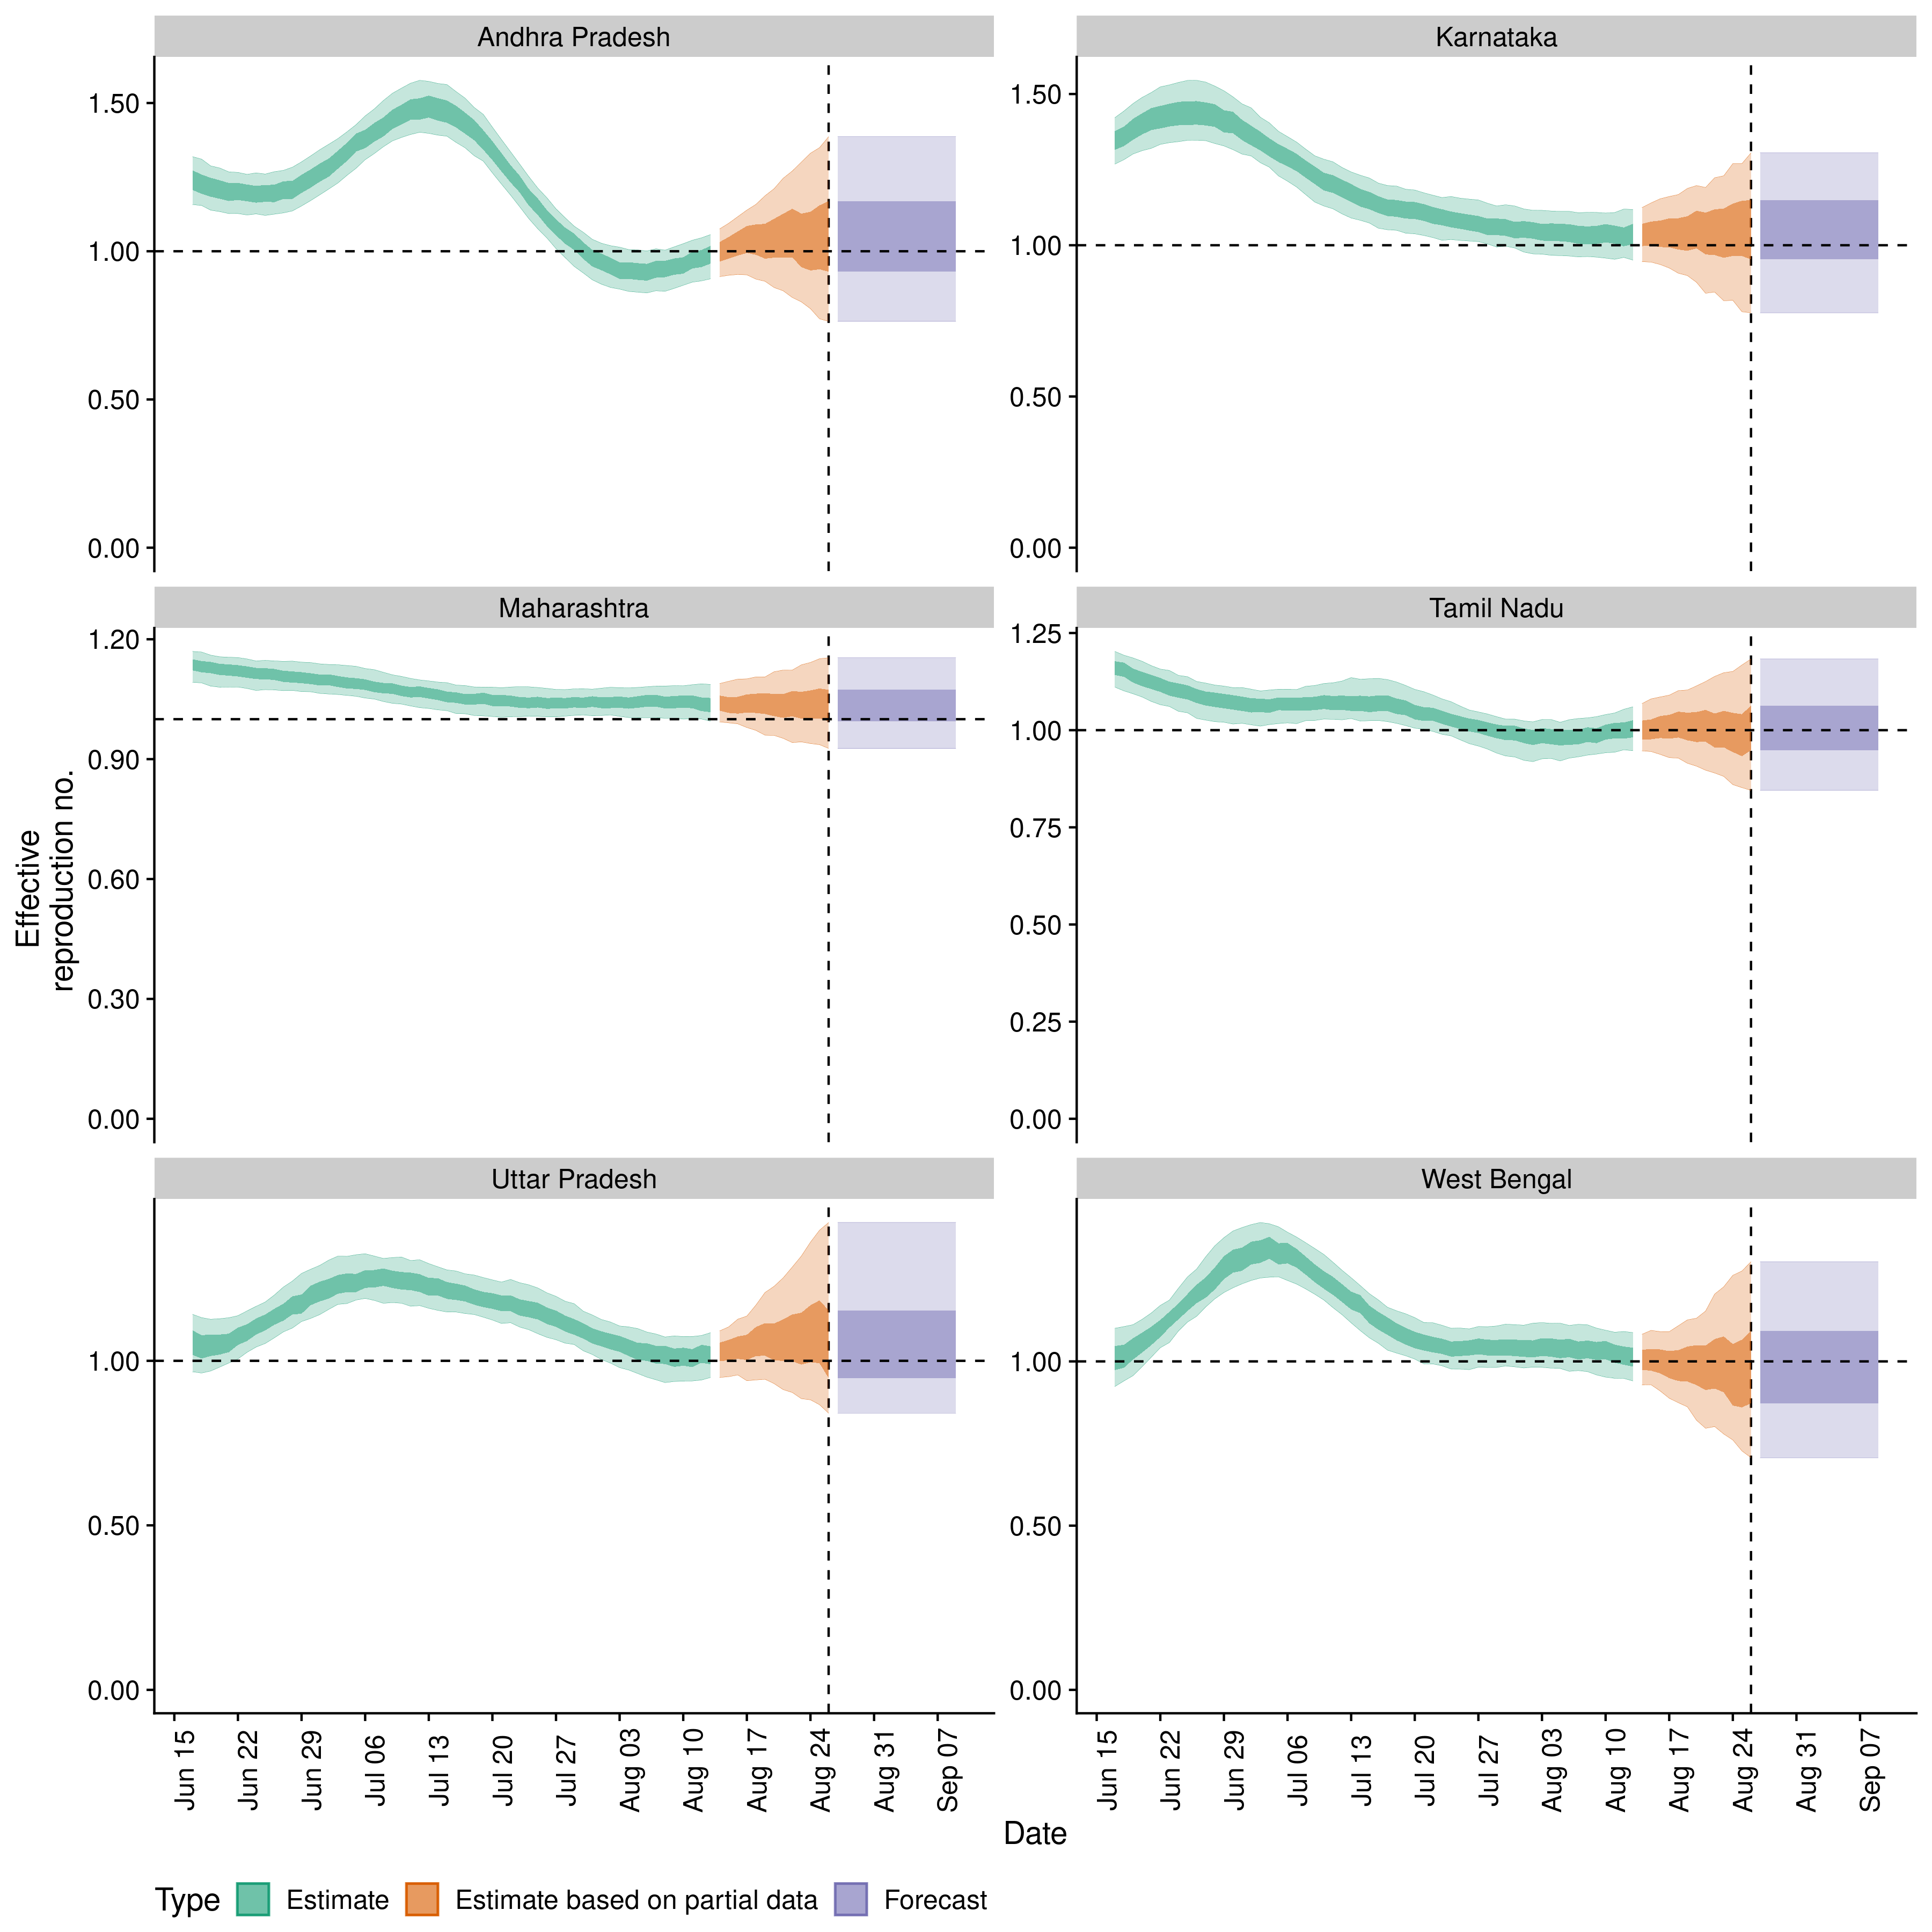 Andhra Pradesh
Karnataka
1.50
1.00
0.50
0.00
1.50
1.00
0.50
0.00
Maharashtra
Tamil Nadu
1.20
0.90
0.60
0.30
0.00
1.25
1.00
0.75
0.50
0.25
0.00
Effective
reproduction no.
Uttar Pradesh
West Bengal
1.00
0.50
0.00
1.00
0.50
0.00
Jun 15
Jun 22
Jun 29
Jul 06
Jul 13
Jul 20
Jul 27
Aug 03
Aug 10
Aug 17
Aug 24
Aug 31
Sep 07
Jun 15
Jun 22
Jun 29
Jul 06
Jul 13
Jul 20
Jul 27
Aug 03
Aug 10
Aug 17
Aug 24
Aug 31
Sep 07
Date
Type Estimate Estimate based on partial data Forecast